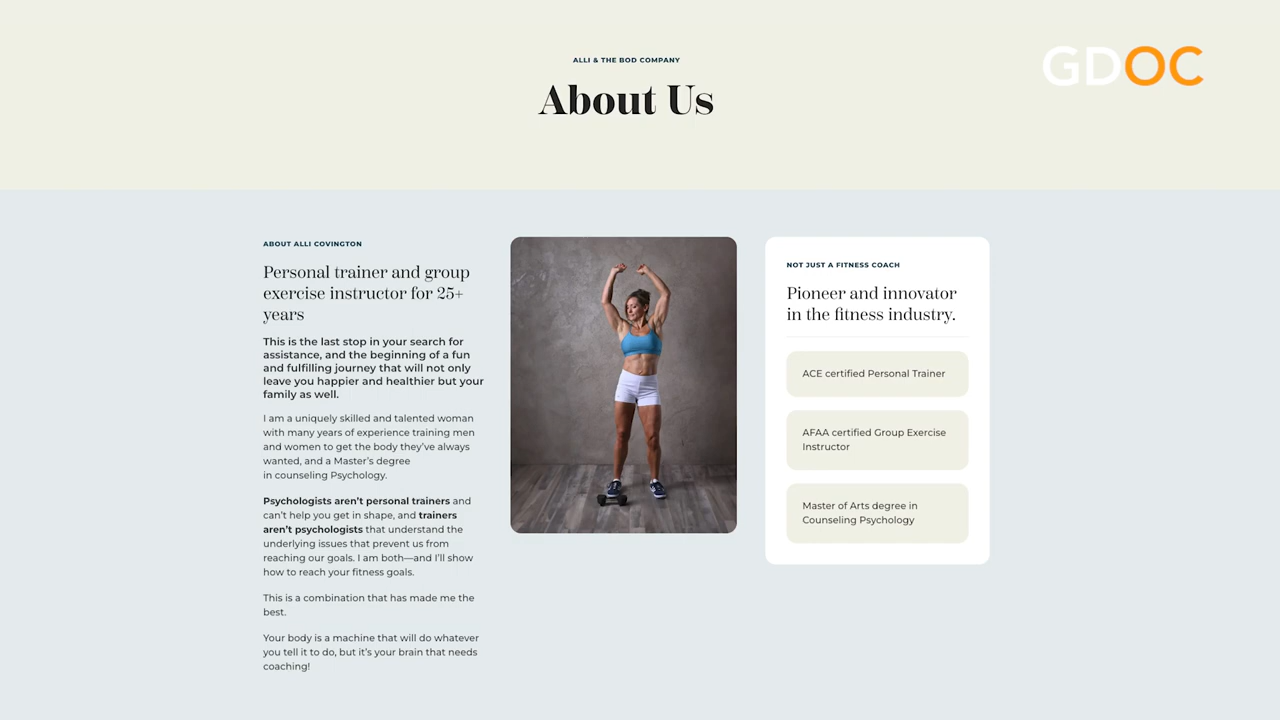 GDOC
ALLI & THE BOD COMPANY
About Us
ABOUT ALLI COVINGTON
Personal trainer and group
exercise instructor for 25+
years
This is the last stop in your search for
assistance, and the beginning of a fun
and fulfilling journey that will not only
leave you happier and healthier but your
family as well.
I am a uniquely skilled and talented woman
with many years of experience training men
and women to get the body they’ve always
wanted, and a Master’s degree
in counseling Psychology.
Psychologists aren’t personal trainers and
can’t help you get in shape, and trainers
aren’t psychologists that understand the
underlying issues that prevent us from
reaching our goals. I am both—and I’ll show
how to reach your fitness goals.
This is a combination that has made me the
best.
Your body is a machine that will do whatever
you tell it to do, but it’s your brain that needs
coaching!
NOT JUST A FITNESS COACH
Pioneer and innovator
in the fitness industry.
ACE certified Personal Trainer
AFAA certified Group Exercise
Instructor
Master of Arts degree in
Counseling Psychology